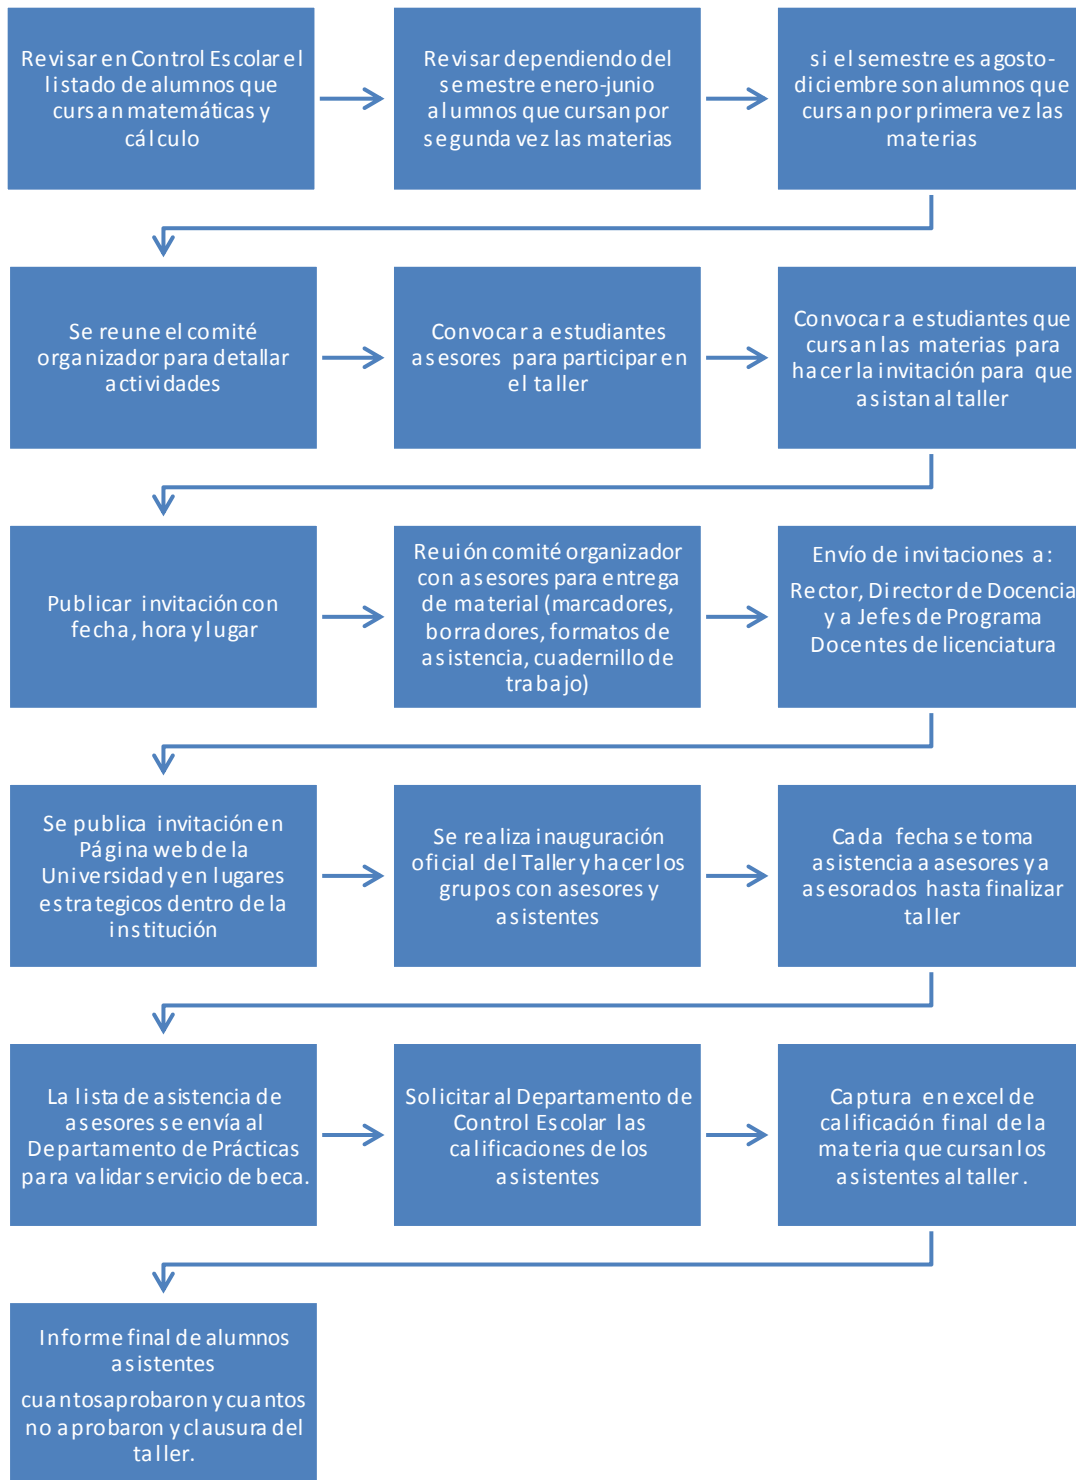 Revisar en Control Escolar el
listado de alumnos que
cursan matemáticas y
cálculo
Revisar dependiendo del
semestre enero-junio
alumnos que cursan por
segunda vez las materias
si el semestre es agosto-
diciembre son alumnos que
cursan por primera vez las
materias
Se reune el comité
organizador para detallar
actividades
Convocar a estudiantes
asesores para participar en
el taller
Convocar a estudiantes que
cursan las materias para
hacer la invitación para que
asistan al taller
Publicar invitación con
fecha, hora y lugar
Reuión comité organizador
con asesores para entrega
de material (marcadores,
borradores, formatos de
asistencia, cuadernillo de
trabajo)
Envío de invitaciones a:
Rector, Director de Docencia
y a Jefes de Programa
Docentes de licenciatura
Se publica invitación en
Página web de la
Universidad y en lugares
estrategicos dentro de la
institución
Se realiza inauguración
oficial del Taller y hacer los
grupos con asesores y
asistentes
Cada fecha se toma
asistencia a asesores y a
asesorados hasta finalizar
taller
La lista de asistencia de
asesores se envía al
Departamento de Prácticas
para validar servicio de beca.
Solicitar al Departamento de
Control Escolar las
calificaciones de los
asistentes
Captura en excel de
calificación final de la
materia que cursan los
asistentes al taller.
Informe final de alumnos
asistentes
cuantosaprobaron y cuantos
no aprobaron y clausura del
taller.